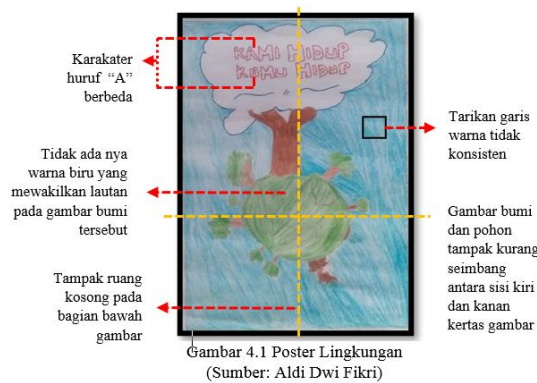 KAMI HIDUP
KAMU HIDUP
Karakater
huruf “A”
berbeda
Tidak ada nya
warna biru yang
mewakilkan lautan
pada gambar bumi
tersebut
Tampak ruang
kosong pada
bagian bawah
gambar
Tarikan garis
warna tidak
konsisten
Gambar bumi
dan pohon
tampak kurang
seimbang
antara sisi kiri
dan kanan
kertas gambar
Gambar 4.1 Poster Lingkungan
(Sumber: Aldi Dwi Fikri)